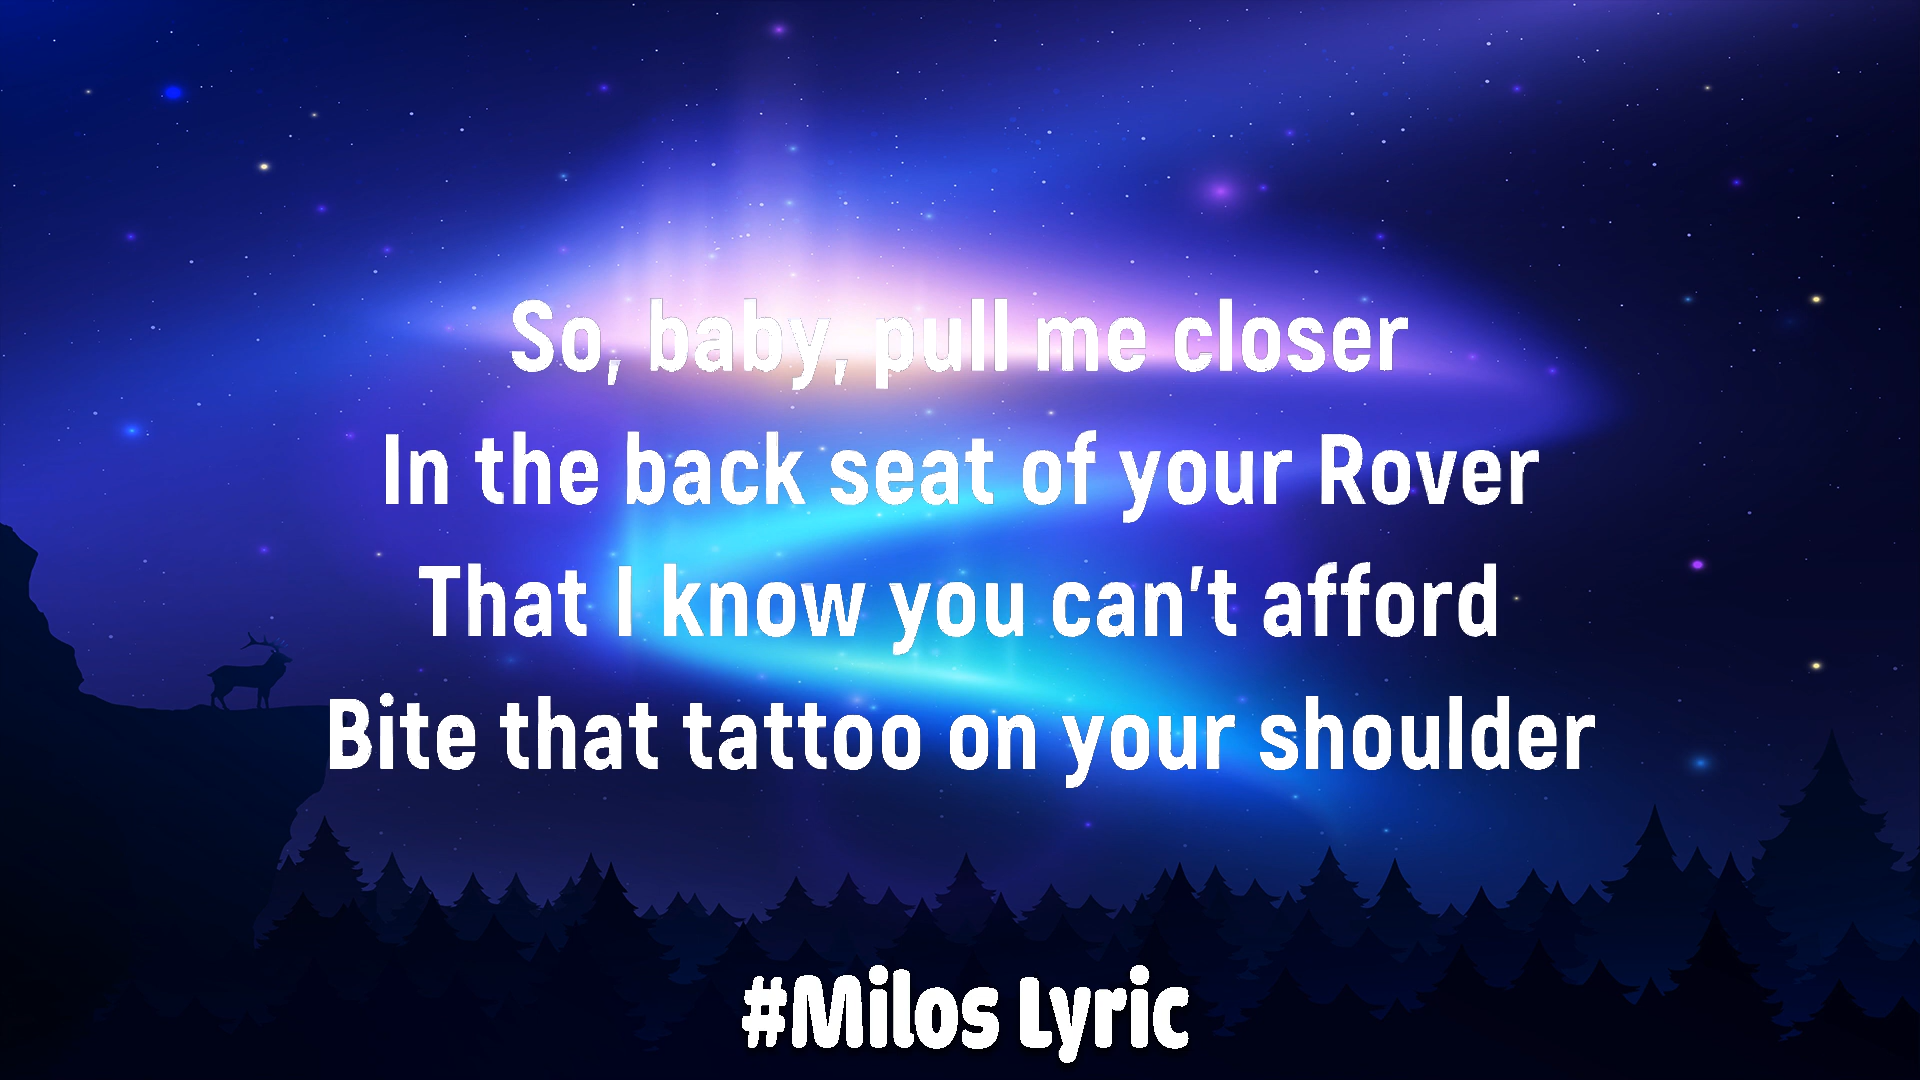 So, baby, pull me closer
In the back seat of your Rover
That I know you can't afford
Bite that tattoo on your shoulder
#Milos Lyric